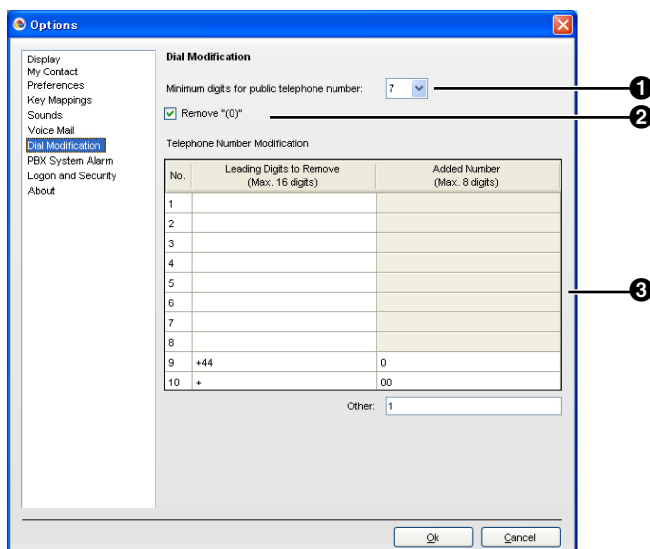 Options
Display
My Contact
Preferences
Key Mappings
Sounds
Voice Mail
Dial Modification
PBX System Alarm
Logon and Security
About
Dial Modification
Minimum digits for public telephone number: 7
Remove "(0)"
Telephone Number Modification
No. Leading Digits to Remove (Max. 16 digits) Added Number (Max. 8 digits)
1
2
3
4
5
6
7
8
9 +44 0
10 + 00
Other: 1
Ok Cancel
1
2
3